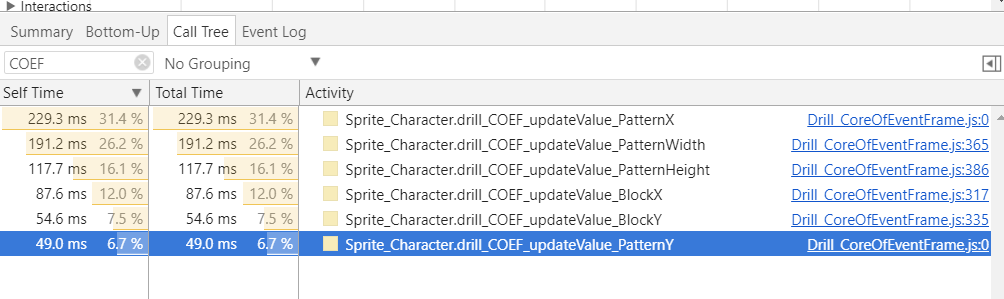 Interactions
Summary Bottom-Up Call Tree Event Log
COEF No Grouping
Self Time Total Time Activity
229.3 ms 31.4 % 229.3 ms 31.4 % Sprite_Character.drill_COEF_updateValue_PatternX Drill_CoreOfEventFrame.js:0
191.2 ms 26.2 % 191.2 ms 26.2 % Sprite_Character.drill_COEF_updateValue_PatternWidth Drill_CoreOfEventFrame.js:365
117.7 ms 16.1 % 117.7 ms 16.1 % Sprite_Character.drill_COEF_updateValue_PatternHeight Drill_CoreOfEventFrame.js:386
87.6 ms 12.0 % 87.6 ms 12.0 % Sprite_Character.drill_COEF_updateValue_BlockX Drill_CoreOfEventFrame.js:317
54.6 ms 7.5 % 54.6 ms 7.5 % Sprite_Character.drill_COEF_updateValue_BlockY Drill_CoreOfEventFrame.js:335
49.0 ms 6.7 % 49.0 ms 6.7 % Sprite_Character.drill_COEF_updateValue_PatternY Drill_CoreOfEventFrame.js:0